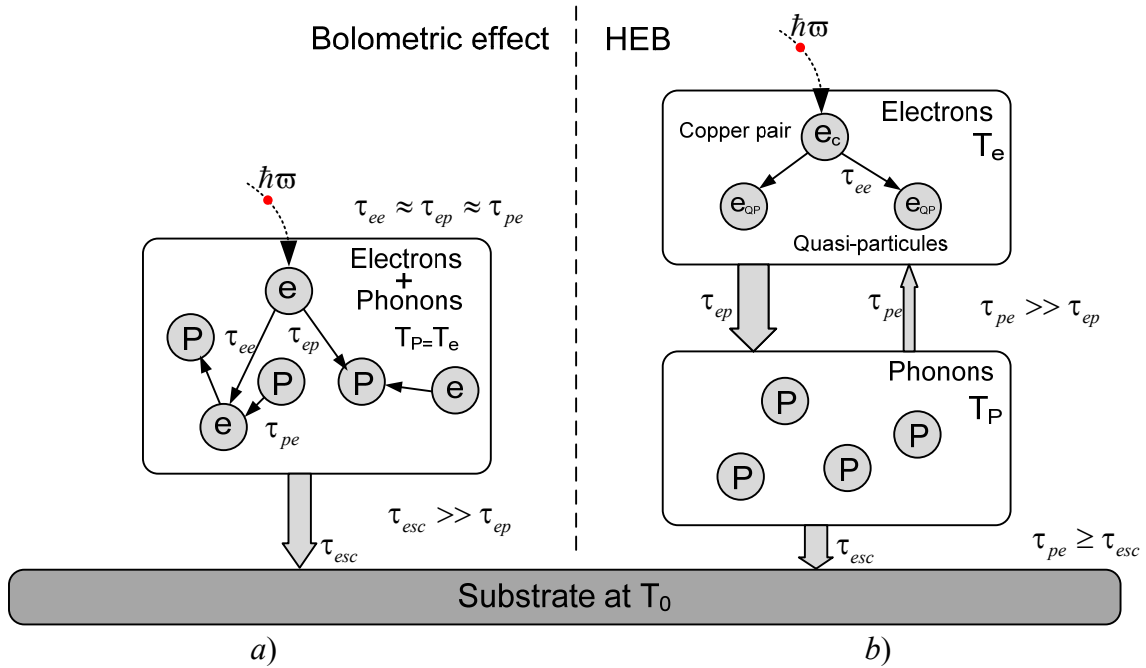 Bolometric effect
ℏϖ
τee ≈ τep ≈ τpe
Electrons
+
Phonons
TP=Te
e
P
τee
τep
P
P
e
e
τpe
τesc >> τep
τesc
HEB
ℏϖ
Electrons
Te
Copper pair
ec
τee
eQP
eQP
Quasi-particules
τep
τpe
τpe >> τep
Phonons
TP
P
P
P
P
τesc
τpe ≥ τesc
Substrate at T0
a)
b)